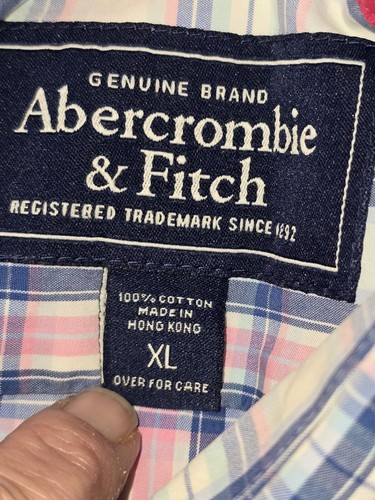 GENUINE BRAND
Abercrombie
& Fitch
REGISTERED TRADEMARK SINCE 1892
100% COTTON
MADE IN
HONG KONG
XL
OVER FOR CARE